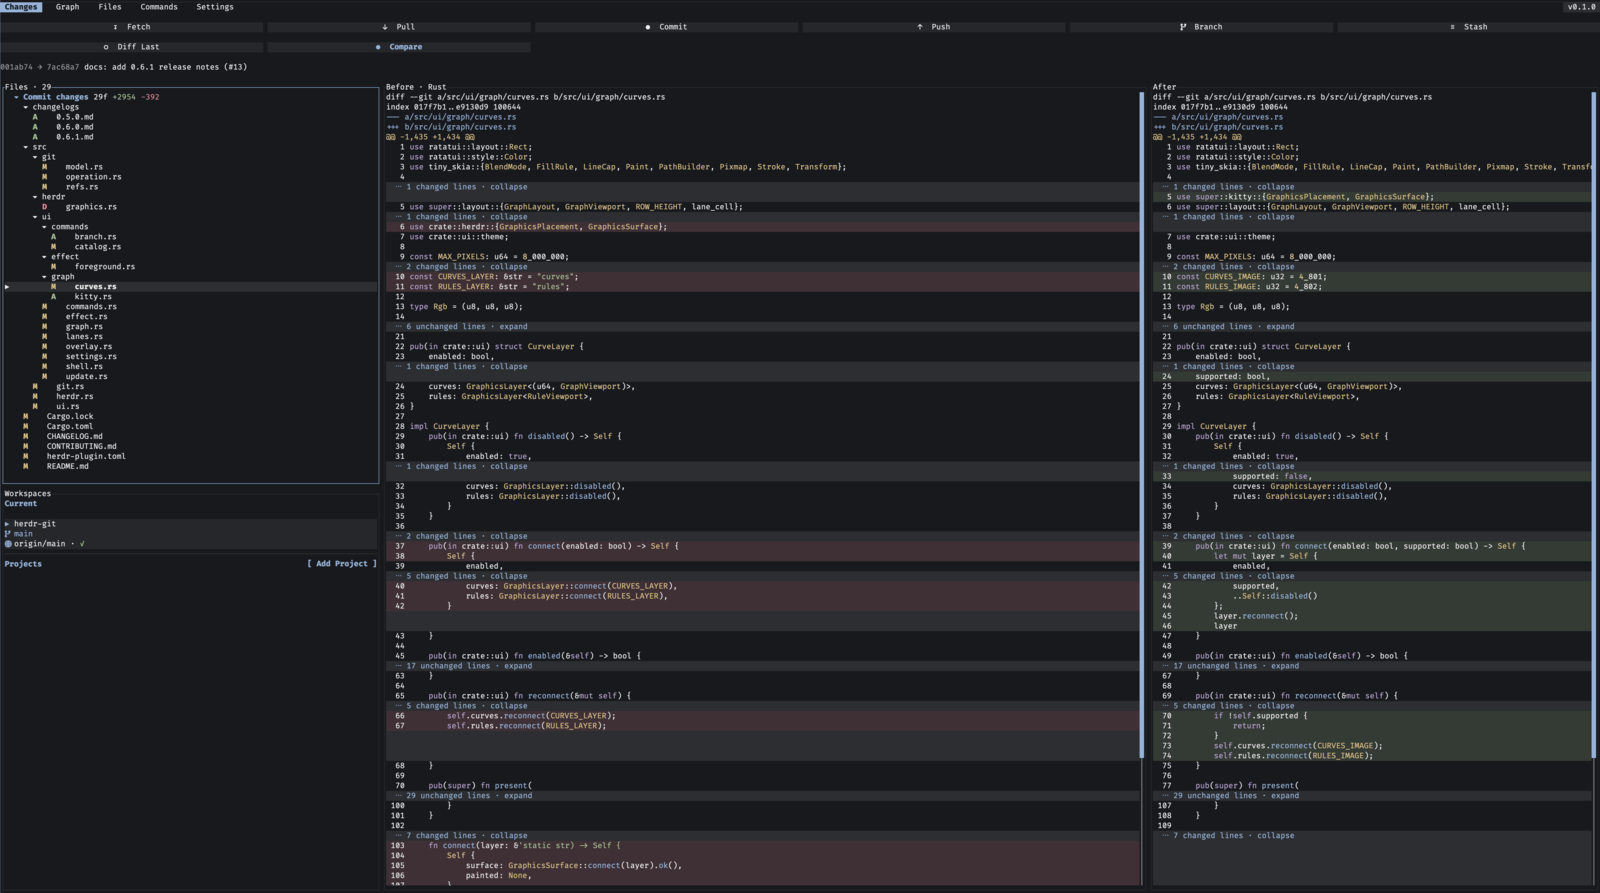 Changes Graph Files Commands Settings v0.1.0
↧ Fetch ↓ Pull ● Commit ↑ Push Branch ≡ Stash
○ Diff Last ● Compare
001ab74 → 7ac68a7 docs: add 0.6.1 release notes (#13)
Files · 29
▾ Commit changes 29f +2954 -392
▾ changelogs
A 0.5.0.md
A 0.6.0.md
A 0.6.1.md
▾ src
▾ git
M model.rs
M operation.rs
M refs.rs
▾ herdr
D graphics.rs
▾ ui
▾ commands
A branch.rs
M catalog.rs
▾ effect
M foreground.rs
▾ graph
▶ M curves.rs
A kitty.rs
M commands.rs
M effect.rs
M graph.rs
M lanes.rs
M overlay.rs
M settings.rs
M shell.rs
M update.rs
M git.rs
M herdr.rs
M ui.rs
M Cargo.lock
M Cargo.toml
M CHANGELOG.md
M CONTRIBUTING.md
M herdr-plugin.toml
M README.md
Workspaces
Current
▶ herdr-git
main
origin/main · √
Projects [ Add Project ]
Before · Rust
diff --git a/src/ui/graph/curves.rs b/src/ui/graph/curves.rs
index 017f7b1..e9130d9 100644
--- a/src/ui/graph/curves.rs
+++ b/src/ui/graph/curves.rs
@@ -1,435 +1,434 @@
1 use ratatui::layout::Rect;
2 use ratatui::style::Color;
3 use tiny_skia::{BlendMode, FillRule, LineCap, Paint, PathBuilder, Pixmap, Stroke, Transform};
4
··· 1 changed lines · collapse
5 use super::layout::{GraphLayout, GraphViewport, ROW_HEIGHT, lane_cell};
··· 1 changed lines · collapse
6 use crate::herdr::{GraphicsPlacement, GraphicsSurface};
7 use crate::ui::theme;
8
9 const MAX_PIXELS: u64 = 8_000_000;
··· 2 changed lines · collapse
10 const CURVES_LAYER: &str = "curves";
11 const RULES_LAYER: &str = "rules";
12
13 type Rgb = (u8, u8, u8);
14
··· 6 unchanged lines · expand
21
22 pub(in crate::ui) struct CurveLayer {
23 enabled: bool,
··· 1 changed lines · collapse
24 curves: GraphicsLayer<(u64, GraphViewport)>,
25 rules: GraphicsLayer<RuleViewport>,
26 }
27
28 impl CurveLayer {
29 pub(in crate::ui) fn disabled() -> Self {
30 Self {
31 enabled: true,
··· 1 changed lines · collapse
32 curves: GraphicsLayer::disabled(),
33 rules: GraphicsLayer::disabled(),
34 }
35 }
36
··· 2 changed lines · collapse
37 pub(in crate::ui) fn connect(enabled: bool) -> Self {
38 Self {
39 enabled,
··· 5 changed lines · collapse
40 curves: GraphicsLayer::connect(CURVES_LAYER),
41 rules: GraphicsLayer::connect(RULES_LAYER),
42 }
43 }
44
45 pub(in crate::ui) fn enabled(&self) -> bool {
··· 17 unchanged lines · expand
63 }
64
65 pub(in crate::ui) fn reconnect(&mut self) {
··· 5 changed lines · collapse
66 self.curves.reconnect(CURVES_LAYER);
67 self.rules.reconnect(RULES_LAYER);
68 }
69
70 pub(super) fn present(
··· 29 unchanged lines · expand
100 }
101 }
102
··· 7 changed lines · collapse
103 fn connect(layer: &'static str) -> Self {
104 Self {
105 surface: GraphicsSurface::connect(layer).ok(),
106 painted: None,
107 }
After
diff --git a/src/ui/graph/curves.rs b/src/ui/graph/curves.rs
index 017f7b1..e9130d9 100644
--- a/src/ui/graph/curves.rs
+++ b/src/ui/graph/curves.rs
@@ -1,435 +1,434 @@
1 use ratatui::layout::Rect;
2 use ratatui::style::Color;
3 use tiny_skia::{BlendMode, FillRule, LineCap, Paint, PathBuilder, Pixmap, Stroke, Transf
4
··· 1 changed lines · collapse
5 use super::kitty::{GraphicsPlacement, GraphicsSurface};
6 use super::layout::{GraphLayout, GraphViewport, ROW_HEIGHT, lane_cell};
··· 1 changed lines · collapse
7 use crate::ui::theme;
8
9 const MAX_PIXELS: u64 = 8_000_000;
··· 2 changed lines · collapse
10 const CURVES_IMAGE: u32 = 4_801;
11 const RULES_IMAGE: u32 = 4_802;
12
13 type Rgb = (u8, u8, u8);
14
··· 6 unchanged lines · expand
21
22 pub(in crate::ui) struct CurveLayer {
23 enabled: bool,
··· 1 changed lines · collapse
24 supported: bool,
25 curves: GraphicsLayer<(u64, GraphViewport)>,
26 rules: GraphicsLayer<RuleViewport>,
27 }
28
29 impl CurveLayer {
30 pub(in crate::ui) fn disabled() -> Self {
31 Self {
32 enabled: true,
··· 1 changed lines · collapse
33 supported: false,
34 curves: GraphicsLayer::disabled(),
35 rules: GraphicsLayer::disabled(),
36 }
37 }
38
··· 2 changed lines · collapse
39 pub(in crate::ui) fn connect(enabled: bool, supported: bool) -> Self {
40 let mut layer = Self {
41 enabled,
··· 5 changed lines · collapse
42 supported,
43 ..Self::disabled()
44 };
45 layer.reconnect();
46 layer
47 }
48
49 pub(in crate::ui) fn enabled(&self) -> bool {
··· 17 unchanged lines · expand
67 }
68
69 pub(in crate::ui) fn reconnect(&mut self) {
··· 5 changed lines · collapse
70 if !self.supported {
71 return;
72 }
73 self.curves.reconnect(CURVES_IMAGE);
74 self.rules.reconnect(RULES_IMAGE);
75 }
76
77 pub(super) fn present(
··· 29 unchanged lines · expand
107 }
108 }
109
··· 7 changed lines · collapse